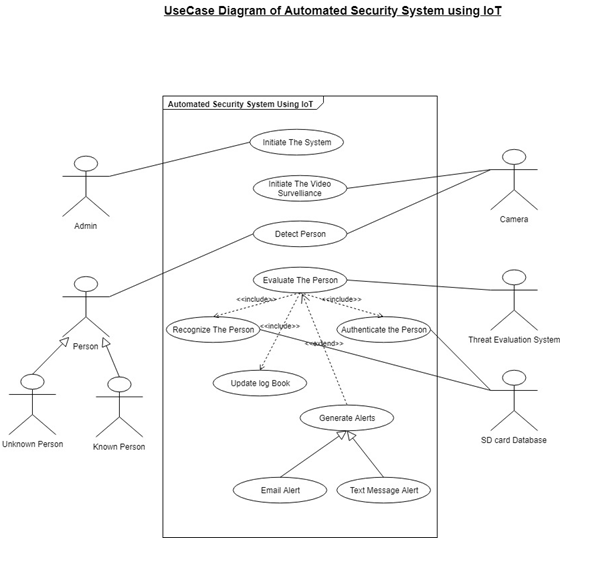 UseCase Diagram of Automated Security System using IoT
Automated Security System Using IoT
Initiate The System
Initiate The Video
Survelliance
Admin
Camera
Detect Person
Evaluate The Person
<<include>>
<<include>>
Recognize The Person
<<include>>
Authenticate the Person
Person
<<extend>>
Threat Evaluation System
Update log Book
Generate Alerts
Unknown Person
Known Person
SD card Database
Email Alert
Text Message Alert